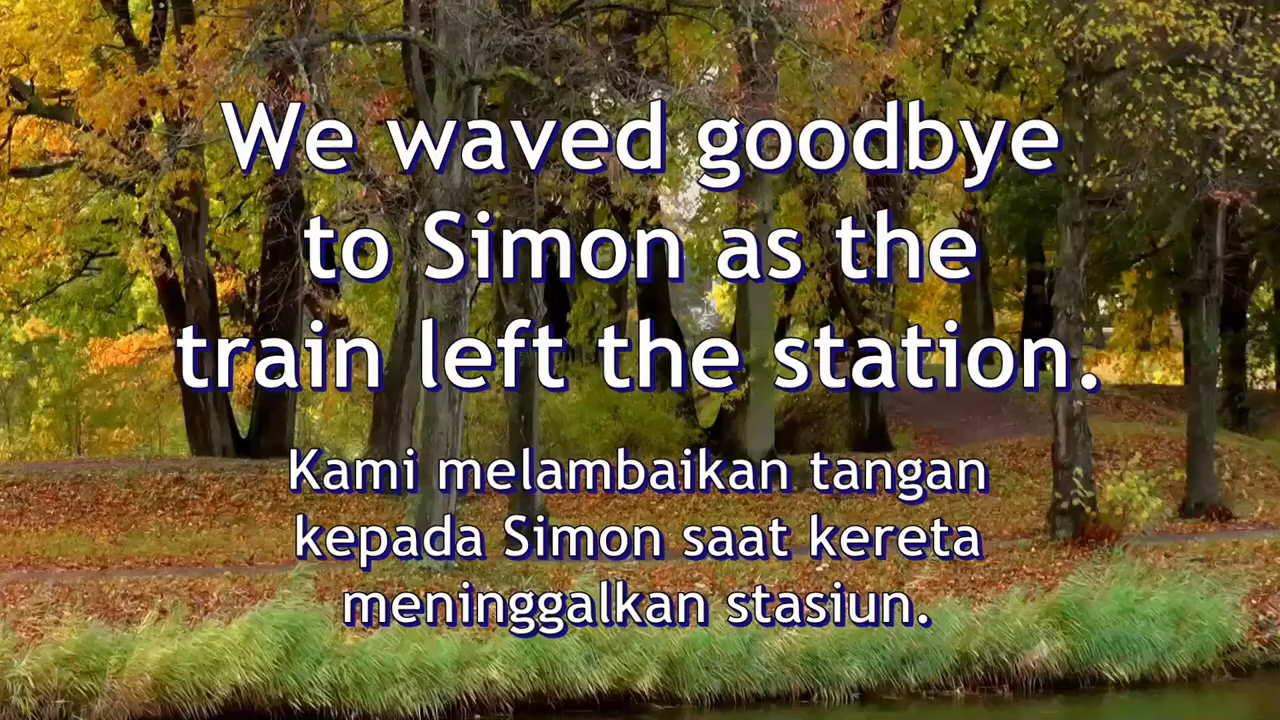 We waved goodbye
to Simon as the
train left the station.
Kami melambaikan tangan
kepada Simon saat kereta
meninggalkan stasiun.